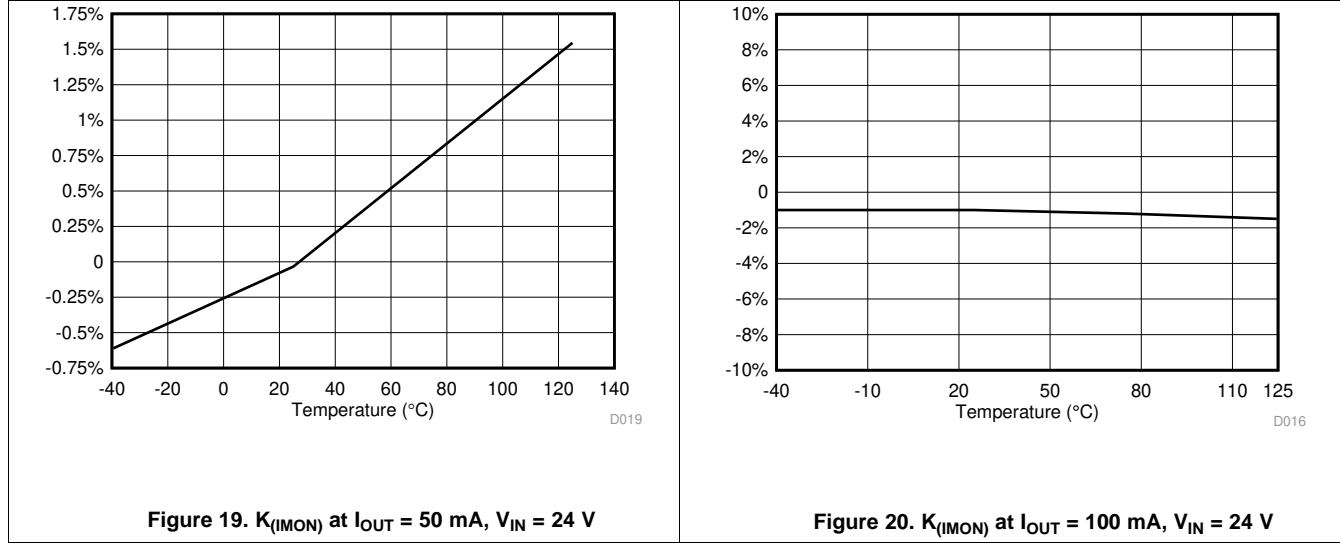 1.75%
1.5%
1.25%
1%
0.75%
0.5%
0.25%
0
-0.25%
-0.5%
-0.75%
-40 -20 0 20 40 60 80 100 120 140
Temperature (°C)
D019
Figure 19. K(IMON) at IOUT = 50 mA, VIN = 24 V
10%
8%
6%
4%
2%
0
-2%
-4%
-6%
-8%
-10%
-40 -10 20 50 80 110 125
Temperature (°C)
D016
Figure 20. K(IMON) at IOUT = 100 mA, VIN = 24 V